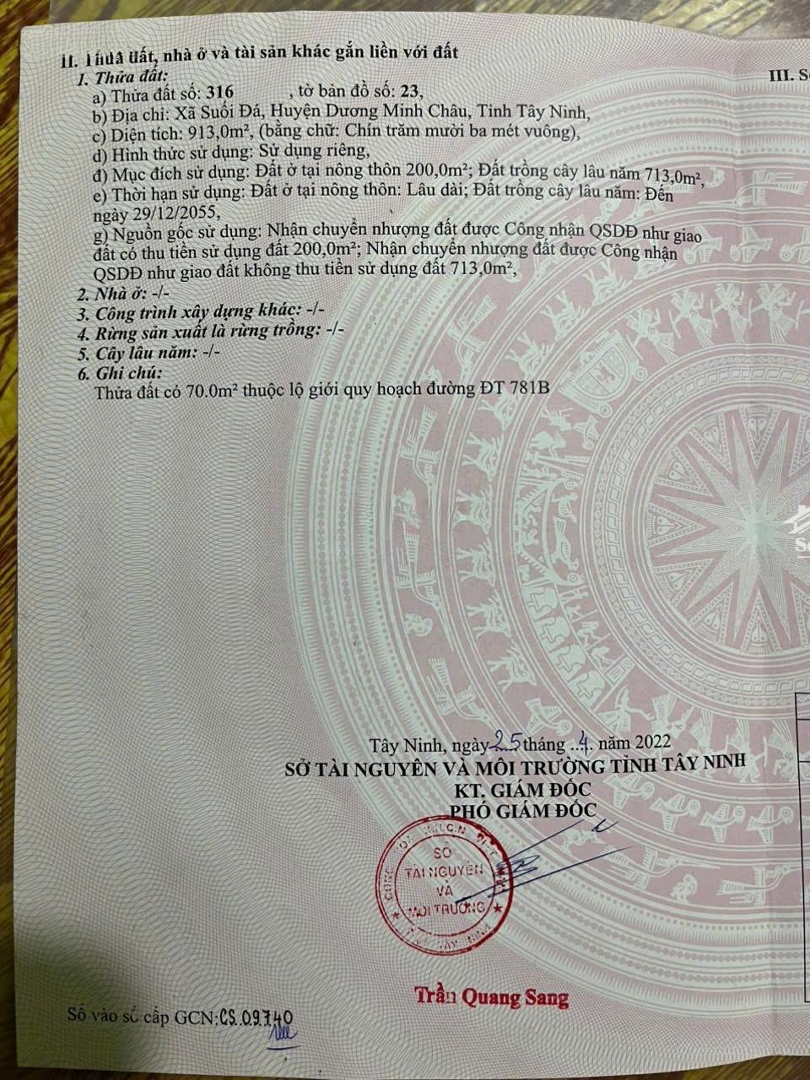 II. Thửa đất, nhà ở và tài sản khác gắn liền với đất
1. Thửa đất:
a) Thửa đất số: 316 , tờ bản đồ số: 23,
b) Địa chỉ: Xã Suối Đá, Huyện Dương Minh Châu, Tỉnh Tây Ninh,
c) Diện tích: 913,0m², (bằng chữ: Chín trăm mười ba mét vuông),
d) Hình thức sử dụng: Sử dụng riêng,
đ) Mục đích sử dụng: Đất ở tại nông thôn 200,0m²; Đất trồng cây lâu năm 713,0m²,
e) Thời hạn sử dụng: Đất ở tại nông thôn: Lâu dài; Đất trồng cây lâu năm: Đến
ngày 29/12/2055,
g) Nguồn gốc sử dụng: Nhận chuyển nhượng đất được Công nhận QSDĐ như giao
đất có thu tiền sử dụng đất 200,0m²; Nhận chuyển nhượng đất được Công nhận
QSDĐ như giao đất không thu tiền sử dụng đất 713,0m²,
2. Nhà ở: -/-
3. Công trình xây dựng khác: -/-
4. Rừng sản xuất là rừng trồng: -/-
5. Cây lâu năm: -/-
6. Ghi chú:
Thửa đất có 70.0m² thuộc lộ giới quy hoạch đường ĐT 781B
III. S
Tây Ninh, ngày 25 tháng ..4. năm 2022
SỞ TÀI NGUYÊN VÀ MÔI TRƯỜNG TỈNH TÂY NINH
KT. GIÁM ĐỐC
PHÓ GIÁM ĐỐC
SỞ
TÀI NGUYÊN
VÀ
MÔI TRƯỜNG
Trần Quang Sang
Số vào sổ cấp GCN: CS.09740